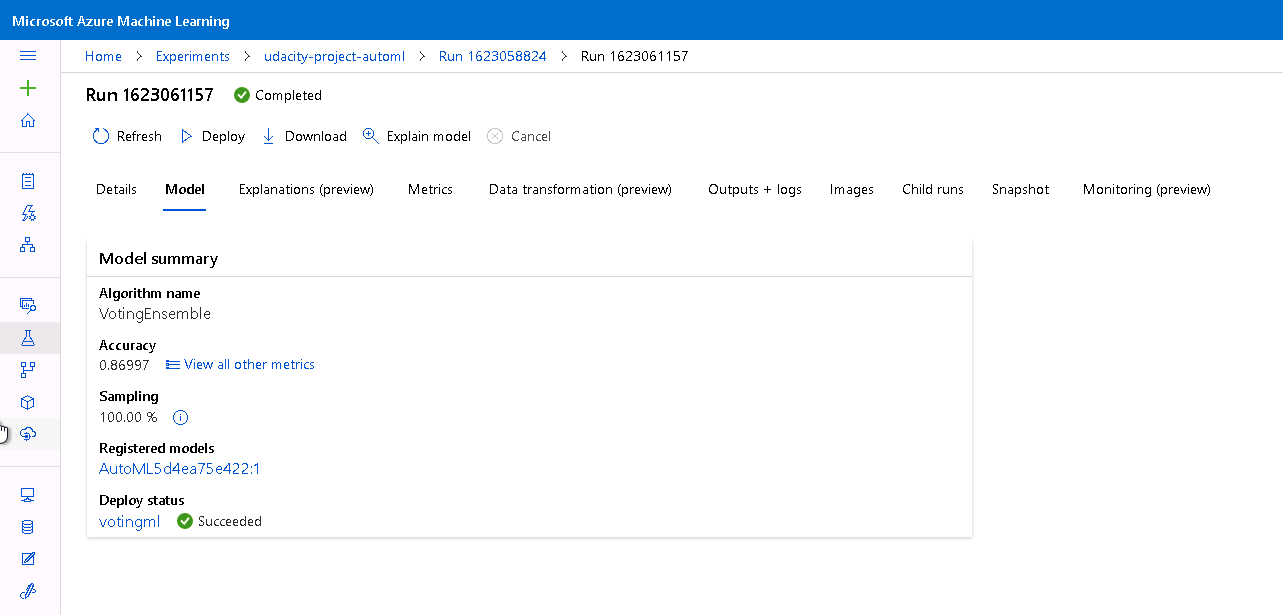 Microsoft Azure Machine Learning
Home > Experiments > udacity-project-automl > Run 1623058824 > Run 1623061157
Run 1623061157 Completed
Refresh Deploy Download Explain model Cancel
Details Model Explanations (preview) Metrics Data transformation (preview) Outputs + logs Images Child runs Snapshot Monitoring (preview)
Model summary
Algorithm name
VotingEnsemble
Accuracy
0.86997 View all other metrics
Sampling
100.00 %
Registered models
AutoML5d4ea75e422:1
Deploy status
votingml Succeeded